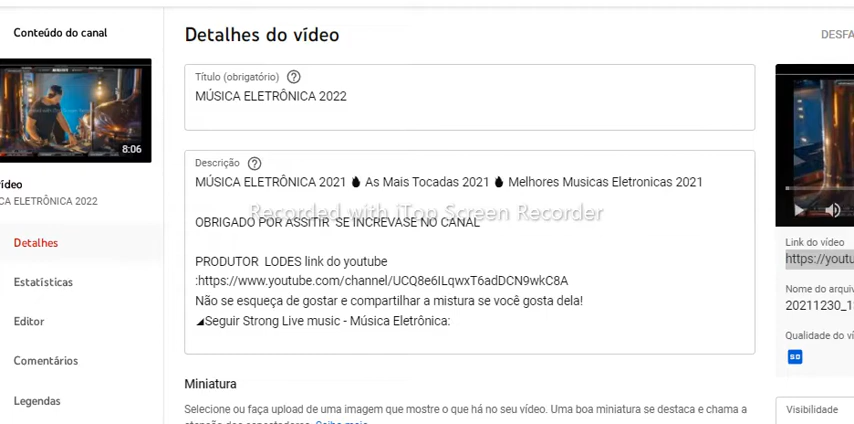 Conteúdo do canal
Detalhes do vídeo
DESFA
Título (obrigatório)
MÚSICA ELETRÔNICA 2022
8:06
Descrição
MÚSICA ELETRÔNICA 2021 🔥 As Mais Tocadas 2021 🔥 Melhores Musicas Eletronicas 2021
Recorded with iTop Screen Recorder
OBRIGADO POR ASSITIR  SE INCREVASE NO CANAL
PRODUTOR  LODES link do youtube
:https://www.youtube.com/channel/UCQ8e6ILqwxT6adDCN9wkC8A
Não se esqueça de gostar e compartilhar a mistura se você gosta dela!
◢Seguir Strong Live music - Música Eletrônica:
ídeo
CA ELETRÔNICA 2022
Detalhes
Estatísticas
Editor
Comentários
Legendas
Link do vídeo
https://youtu
Nome do arquiv
20211230_1
Qualidade do ví
SD
Miniatura
Selecione ou faça upload de uma imagem que mostre o que há no seu vídeo. Uma boa miniatura se destaca e chama a
Visibilidade